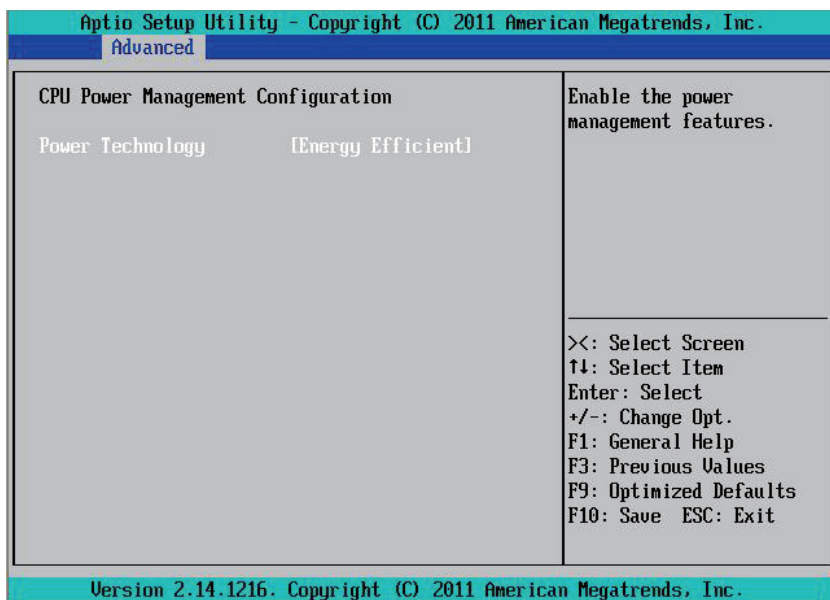 Aptio Setup Utility - Copyright (C) 2011 American Megatrends, Inc.
Advanced
CPU Power Management Configuration
Power Technology [Energy Efficient]
Enable the power
management features.
><: Select Screen
↑↓: Select Item
Enter: Select
+/-: Change Opt.
F1: General Help
F3: Previous Values
F9: Optimized Defaults
F10: Save ESC: Exit
Version 2.14.1216. Copyright (C) 2011 American Megatrends, Inc.